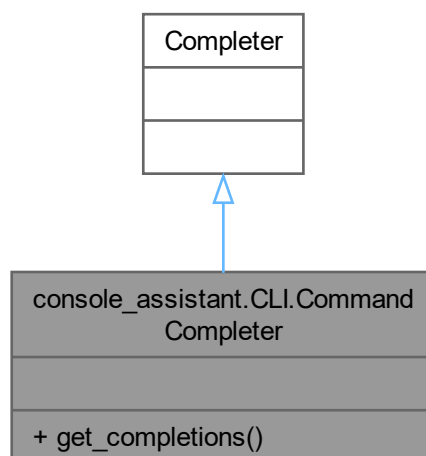 Completer
console_assistant.CLI.Command
Completer
+ get_completions()